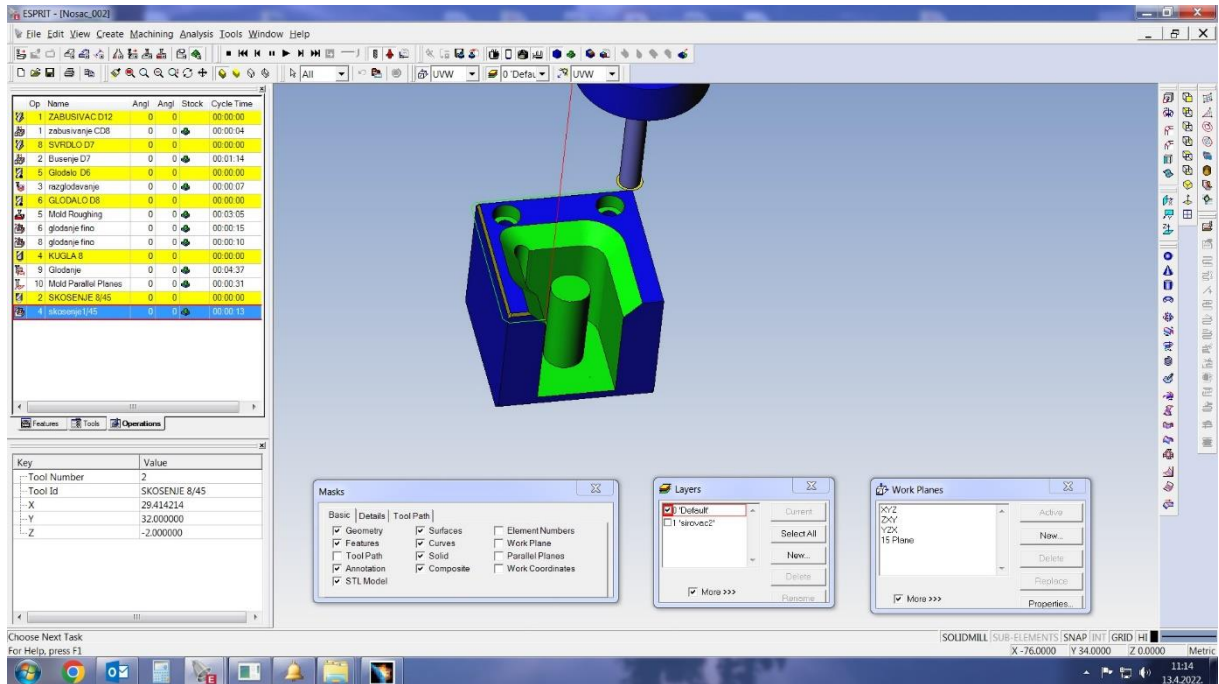 ESPRIT - [Nosac_002]
File Edit View Create Machining Analysis Tools Window Help
All UVW 0 'Defau UVW
Op Name Angl Angl Stock Cycle Time
1 ZABUSIVAC D12 0 0 00:00:00
1 zabusivanje CD8 0 0 00:00:04
8 SVRDLO D7 0 0 00:00:00
2 Busenje D7 0 0 00:01:14
5 Glodalo D6 0 0 00:00:00
3 razglodavanje 0 0 00:00:07
6 GLODALO D8 0 0 00:00:00
5 Mold Roughing 0 0 00:03:05
6 glodanje fino 0 0 00:00:15
8 glodanje fino 0 0 00:00:10
4 KUGLA 8 0 0 00:00:00
9 Glodanje 0 0 00:04:37
10 Mold Parallel Planes 0 0 00:00:31
2 SKOSENJE 8/45 0 0 00:00:00
4 skosenje1/45 0 0 00:00:13
Features Tools Operations
Key Value
Tool Number 2
Tool Id SKOSENJE 8/45
X 29.414214
Y 32.000000
Z -2.000000
Masks
Basic Details Tool Path
Geometry Surfaces Element Numbers
Features Curves Work Plane
Tool Path Solid Parallel Planes
Annotation Composite Work Coordinates
STL Model
Layers
0 'Default' Current
1 'sirovac2' Select All
New...
Delete
More >>> Rename
Work Planes
XYZ Active
ZXY
YZX New...
15 Plane
Delete
Replace
More >>> Properties...
Choose Next Task
SOLIDMILL SUB-ELEMENTS SNAP INT GRID HI
For Help, press F1
X -76.0000 Y 34.0000 Z 0.0000 Metric
11:14
13.4.2022.